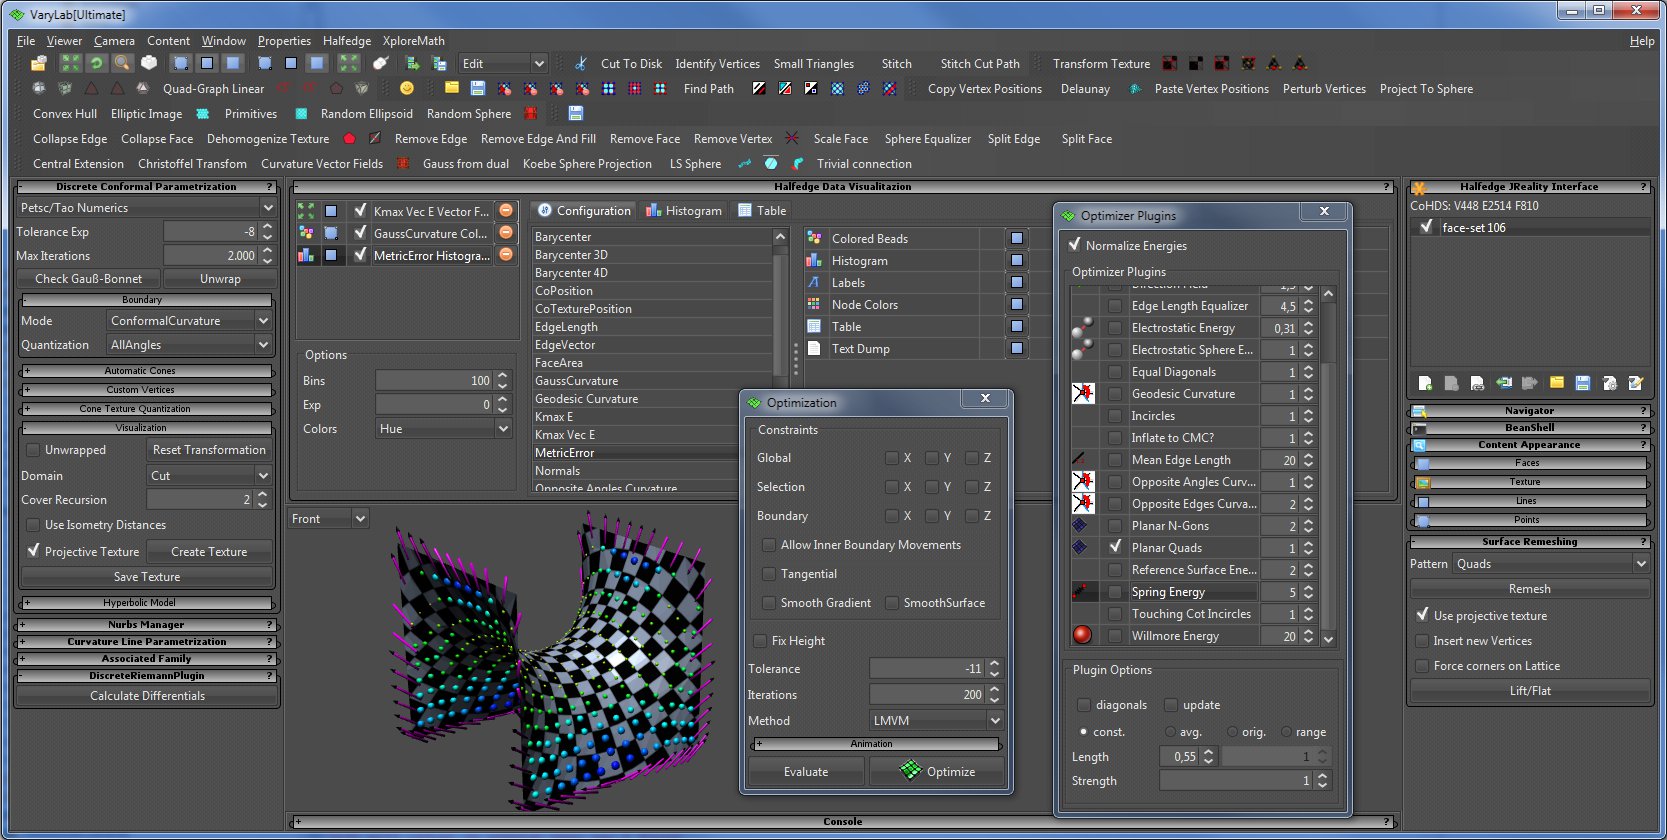 VaryLab[Ultimate]
File Viewer Camera Content Window Properties Halfedge XploreMath Help
Edit Cut To Disk Identify Vertices Small Triangles Stitch Stitch Cut Path Transform Texture
Quad-Graph Linear Find Path Copy Vertex Positions Delaunay Paste Vertex Positions Perturb Vertices Project To Sphere
Convex Hull Elliptic Image Primitives Random Ellipsoid Random Sphere
Collapse Edge Collapse Face Dehomogenize Texture Remove Edge Remove Edge And Fill Remove Face Remove Vertex Scale Face Sphere Equalizer Split Edge Split Face
Central Extension Christoffel Transfom Curvature Vector Fields Gauss from dual Koebe Sphere Projection LS Sphere Trivial connection
- Discrete Conformal Parametrization ?
Petsc/Tao Numerics
Tolerance Exp -8
Max Iterations 2.000
Check Gauß-Bonnet Unwrap
- Boundary
Mode ConformalCurvature
Quantization AllAngles
+ Automatic Cones
+ Custom Vertices
+ Cone Texture Quantization
- Visualization
Unwrapped Reset Transformation
Domain Cut
Cover Recursion 2
Use Isometry Distances
Projective Texture Create Texture
Save Texture
+ Hyperbolic Model
+ Nurbs Manager ?
+ Curvature Line Parametrization ?
+ Associated Family ?
- DiscreteRiemannPlugin ?
Calculate Differentials
- Halfedge Data Visualitazion ?
Kmax Vec E Vector F...
GaussCurvature Col...
MetricError Histogra...
Options
Bins 100
Exp 0
Colors Hue
Configuration Histogram Table
Barycenter
Barycenter 3D
Barycenter 4D
CoPosition
CoTexturePosition
EdgeLength
EdgeVector
FaceArea
GaussCurvature
Geodesic Curvature
Kmax E
Kmax Vec E
MetricError
Normals
Opposite Angles Curvature
Colored Beads
Histogram
Labels
Node Colors
Table
Text Dump
Front
Optimization X
Constraints
Global X Y Z
Selection X Y Z
Boundary X Y Z
Allow Inner Boundary Movements
Tangential
Smooth Gradient SmoothSurface
Fix Height
Tolerance -11
Iterations 200
Method LMVM
+ Animation
Evaluate Optimize
+ Console ?
Optimizer Plugins X
Normalize Energies
Optimizer Plugins
Direction Field 1,5
Edge Length Equalizer 4,5
Electrostatic Energy 0,31
Electrostatic Sphere E... 1
Equal Diagonals 1
Geodesic Curvature 1
Incircles 1
Inflate to CMC? 1
Mean Edge Length 20
Opposite Angles Curv... 1
Opposite Edges Curva... 2
Planar N-Gons 2
Planar Quads 1
Reference Surface Ene... 2
Spring Energy 5
Touching Cot Incircles 1
Willmore Energy 20
Plugin Options
diagonals update
const. avg. orig. range
Length 0,55 1
Strength 1
Halfedge JReality Interface ?
CoHDS: V448 E2514 F810
face-set 106
Navigator ?
BeanShell ?
Content Appearance ?
Faces
Texture
Lines
Points
- Surface Remeshing ?
Pattern Quads
Remesh
Use projective texture
Insert new Vertices
Force corners on Lattice
Lift/Flat